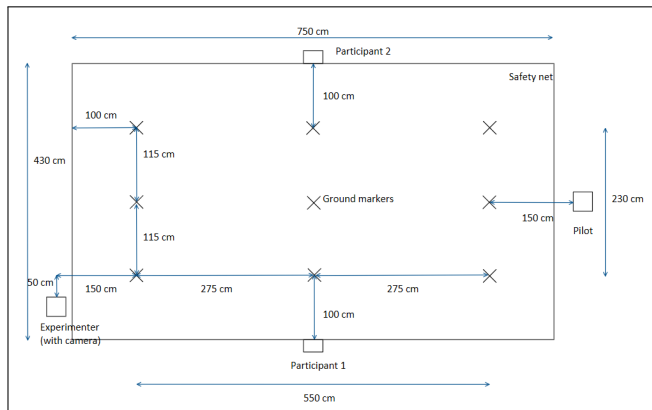 750 cm
Participant 2
Safety net
100 cm
100 cm
430 cm
115 cm
Ground markers
230 cm
115 cm
150 cm
Pilot
50 cm
150 cm
275 cm
275 cm
100 cm
Experimenter
(with camera)
Participant 1
550 cm